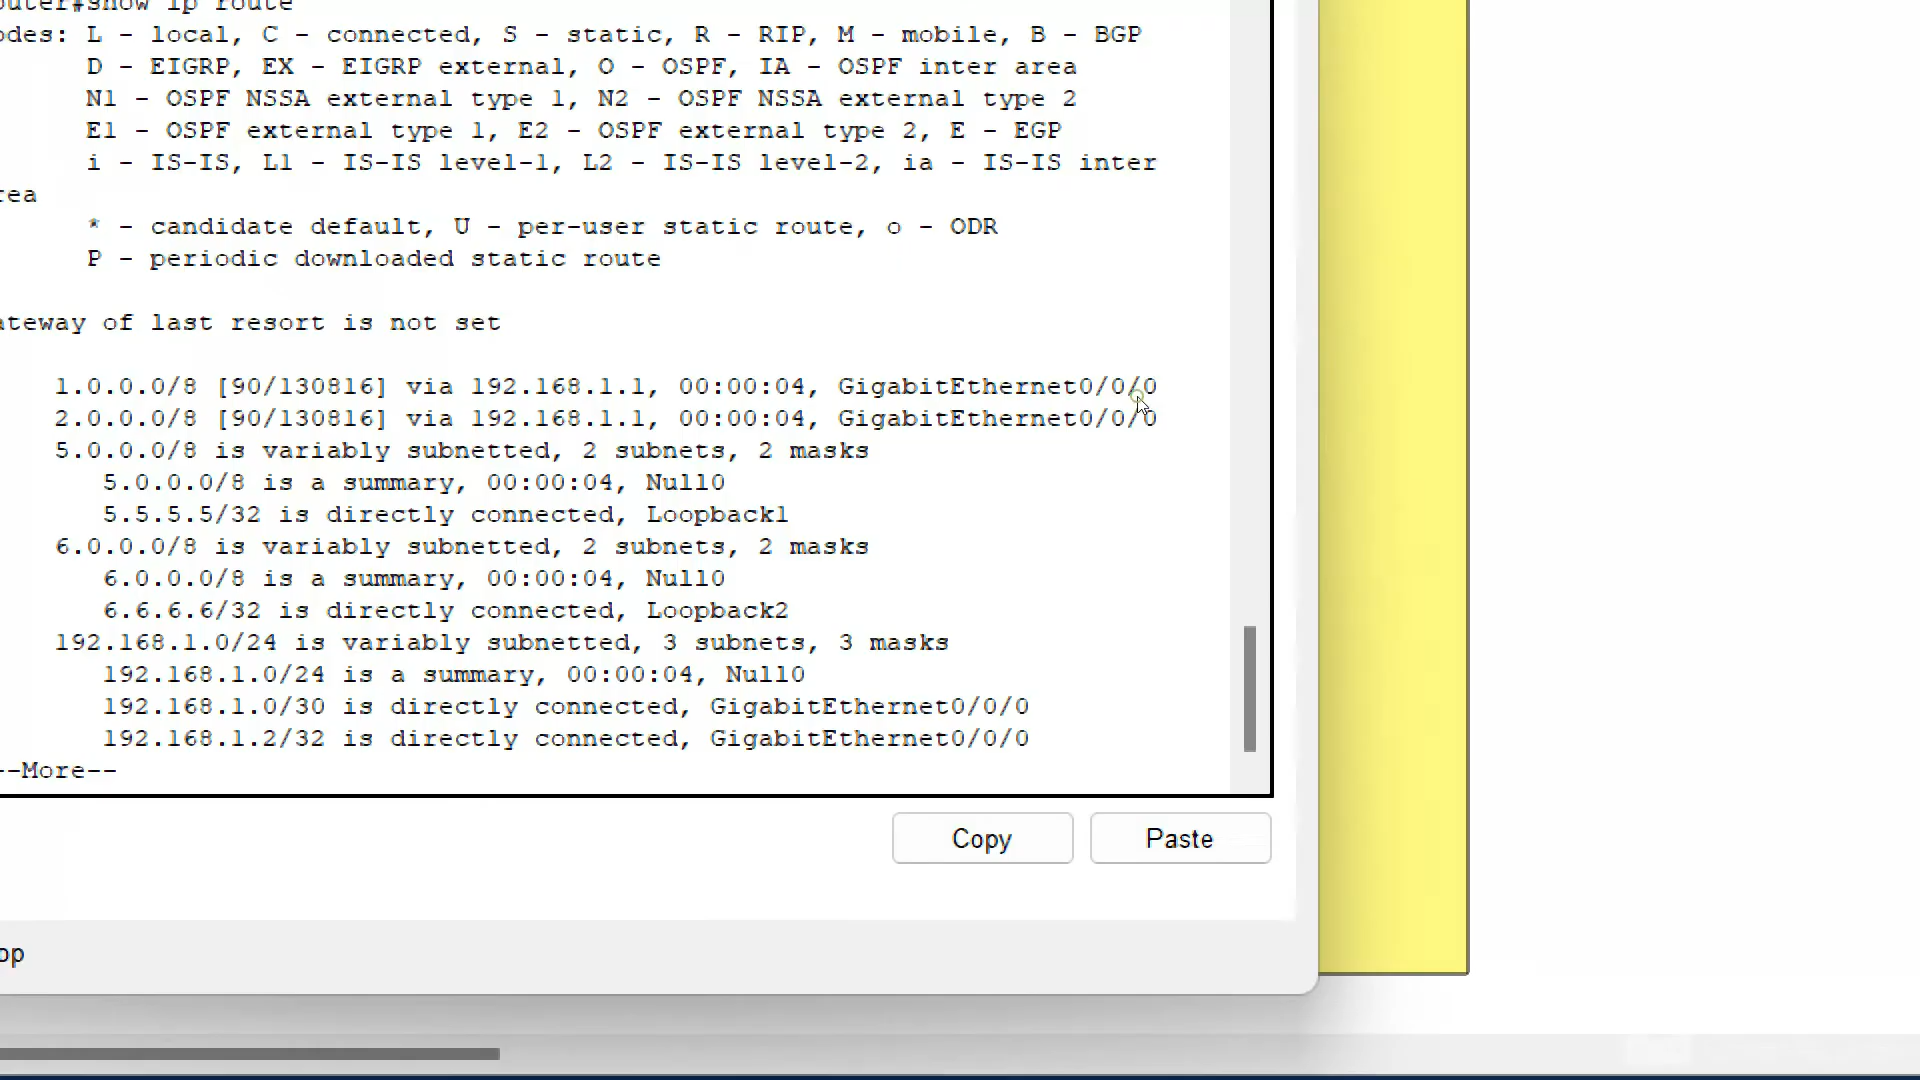 outer#show ip route
odes: L - local, C - connected, S - static, R - RIP, M - mobile, B - BGP
D - EIGRP, EX - EIGRP external, O - OSPF, IA - OSPF inter area
N1 - OSPF NSSA external type 1, N2 - OSPF NSSA external type 2
E1 - OSPF external type 1, E2 - OSPF external type 2, E - EGP
i - IS-IS, L1 - IS-IS level-1, L2 - IS-IS level-2, ia - IS-IS inter
rea
* - candidate default, U - per-user static route, o - ODR
P - periodic downloaded static route
ateway of last resort is not set
1.0.0.0/8 [90/130816] via 192.168.1.1, 00:00:04, GigabitEthernet0/0/0
2.0.0.0/8 [90/130816] via 192.168.1.1, 00:00:04, GigabitEthernet0/0/0
5.0.0.0/8 is variably subnetted, 2 subnets, 2 masks
5.0.0.0/8 is a summary, 00:00:04, Null0
5.5.5.5/32 is directly connected, Loopback1
6.0.0.0/8 is variably subnetted, 2 subnets, 2 masks
6.0.0.0/8 is a summary, 00:00:04, Null0
6.6.6.6/32 is directly connected, Loopback2
192.168.1.0/24 is variably subnetted, 3 subnets, 3 masks
192.168.1.0/24 is a summary, 00:00:04, Null0
192.168.1.0/30 is directly connected, GigabitEthernet0/0/0
192.168.1.2/32 is directly connected, GigabitEthernet0/0/0
--More--
Copy Paste
op